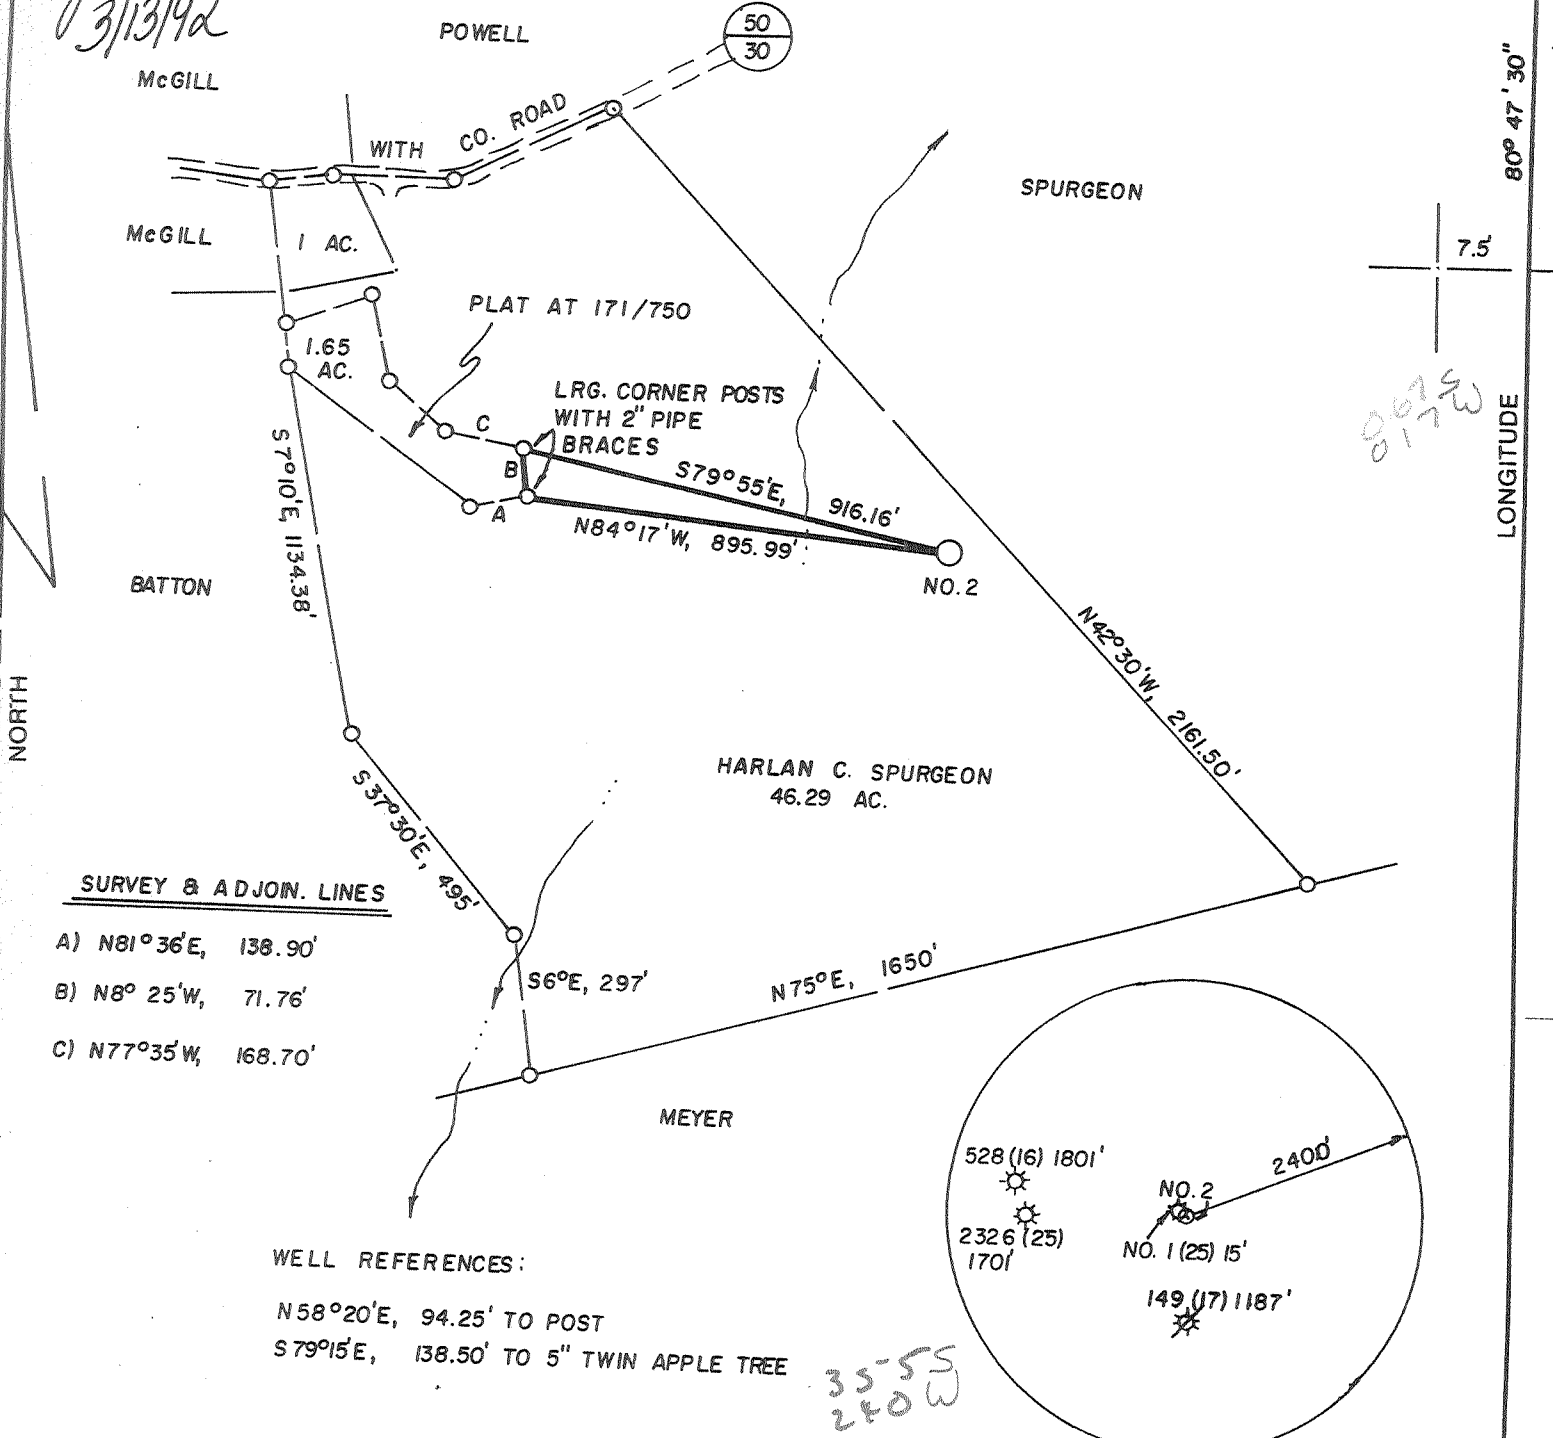 03/13/92
POWELL
50
30
McGILL
WITH CO. ROAD
80° 47' 30"
SPURGEON
McGILL
1 AC.
7.5'
PLAT AT 171/750
1.65
AC.
LRG. CORNER POSTS
WITH 2" PIPE
BRACES
C
B
A
S79°55'E, 916.16'
N84°17'W, 895.99'
NO. 2
LONGITUDE
S7°10'E, 1134.38'
BATTON
NORTH
N42°30'W, 2161.50'
HARLAN C. SPURGEON
46.29 AC.
S37°30'E, 495'
SURVEY & ADJOIN. LINES
A) N81°36'E, 138.90'
B) N8° 25'W, 71.76'
C) N77°35'W, 168.70'
S6°E, 297'
N75°E, 1650'
MEYER
528 (16) 1801'
2326 (25)
1701'
NO. 2
2400'
NO. 1 (25) 15'
149 (17) 1187'
WELL REFERENCES:
N58°20'E, 94.25' TO POST
S79°15'E, 138.50' TO 5" TWIN APPLE TREE